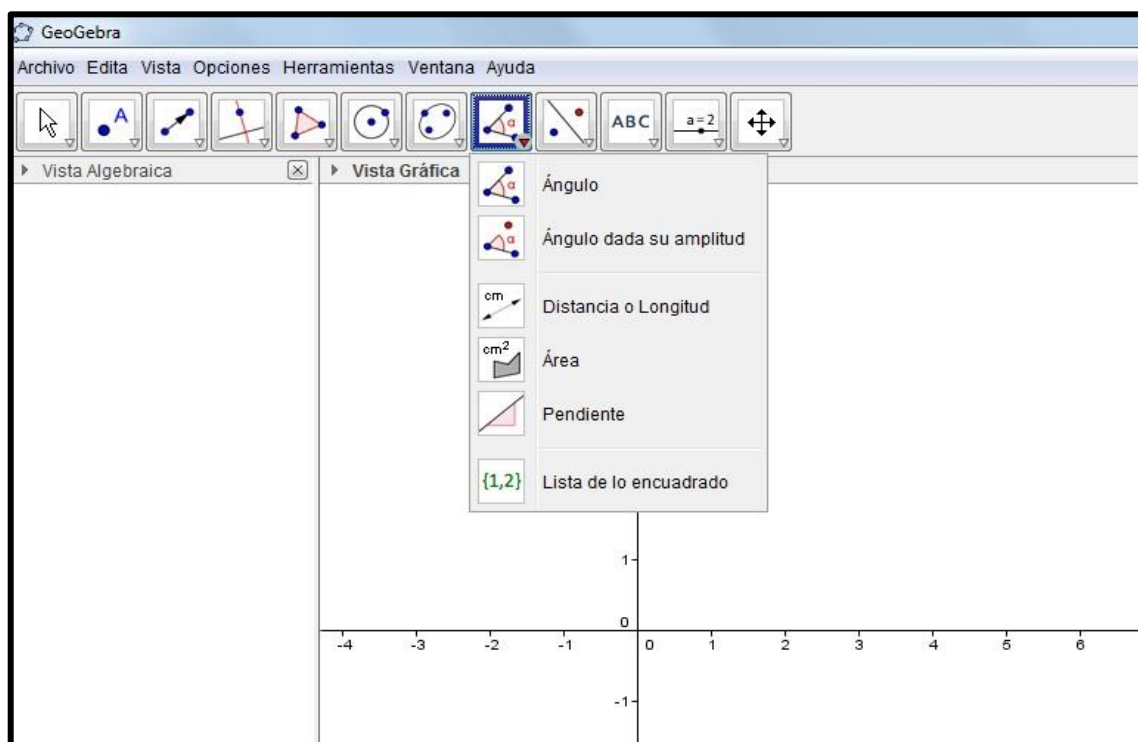 GeoGebra
Archivo Edita Vista Opciones Herramientas Ventana Ayuda
A
α
ABC
a=2
Vista Algebraica
Vista Gráfica
α
Ángulo
α
Ángulo dada su amplitud
cm
Distancia o Longitud
cm²
Área
Pendiente
{1,2}
Lista de lo encuadrado
1
0
-4 -3 -2 -1 0 1 2 3 4 5 6
-1